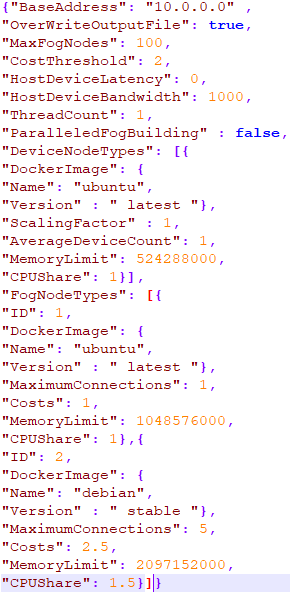 {"BaseAddress": "10.0.0.0" ,
"OverWriteOutputFile": true,
"MaxFogNodes": 100,
"CostThreshold": 2,
"HostDeviceLatency": 0,
"HostDeviceBandwidth": 1000,
"ThreadCount": 1,
"ParalleledFogBuilding" : false,
"DeviceNodeTypes": [{
"DockerImage": {
"Name": "ubuntu",
"Version" : " latest "},
"ScalingFactor" : 1,
"AverageDeviceCount": 1,
"MemoryLimit": 524288000,
"CPUShare": 1}],
"FogNodeTypes": [{
"ID": 1,
"DockerImage": {
"Name": "ubuntu",
"Version" : " latest "},
"MaximumConnections": 1,
"Costs": 1,
"MemoryLimit": 1048576000,
"CPUShare": 1},{
"ID": 2,
"DockerImage": {
"Name": "debian",
"Version" : " stable "},
"MaximumConnections": 5,
"Costs": 2.5,
"MemoryLimit": 2097152000,
"CPUShare": 1.5}]}